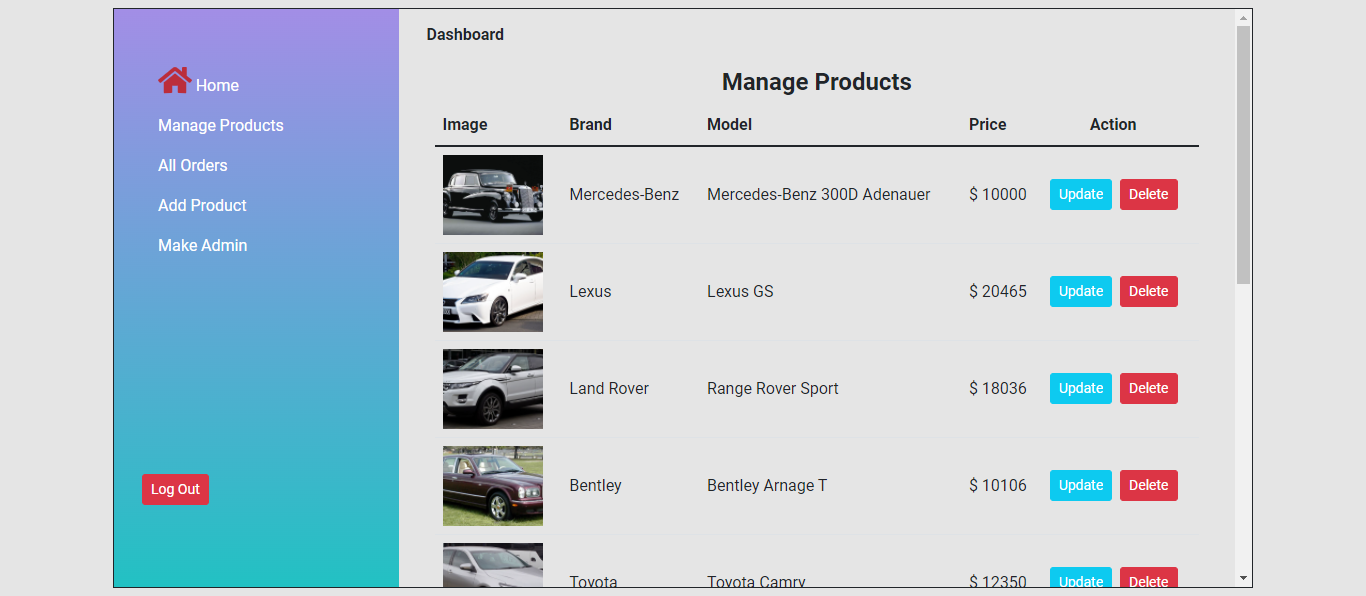 Dashboard
Home
Manage Products
All Orders
Add Product
Make Admin
Log Out
Manage Products
Image Brand Model Price Action
Mercedes-Benz Mercedes-Benz 300D Adenauer $ 10000 Update Delete
Lexus Lexus GS $ 20465 Update Delete
Land Rover Range Rover Sport $ 18036 Update Delete
Bentley Bentley Arnage T $ 10106 Update Delete
Toyota Toyota Camry $ 12350 Update Delete